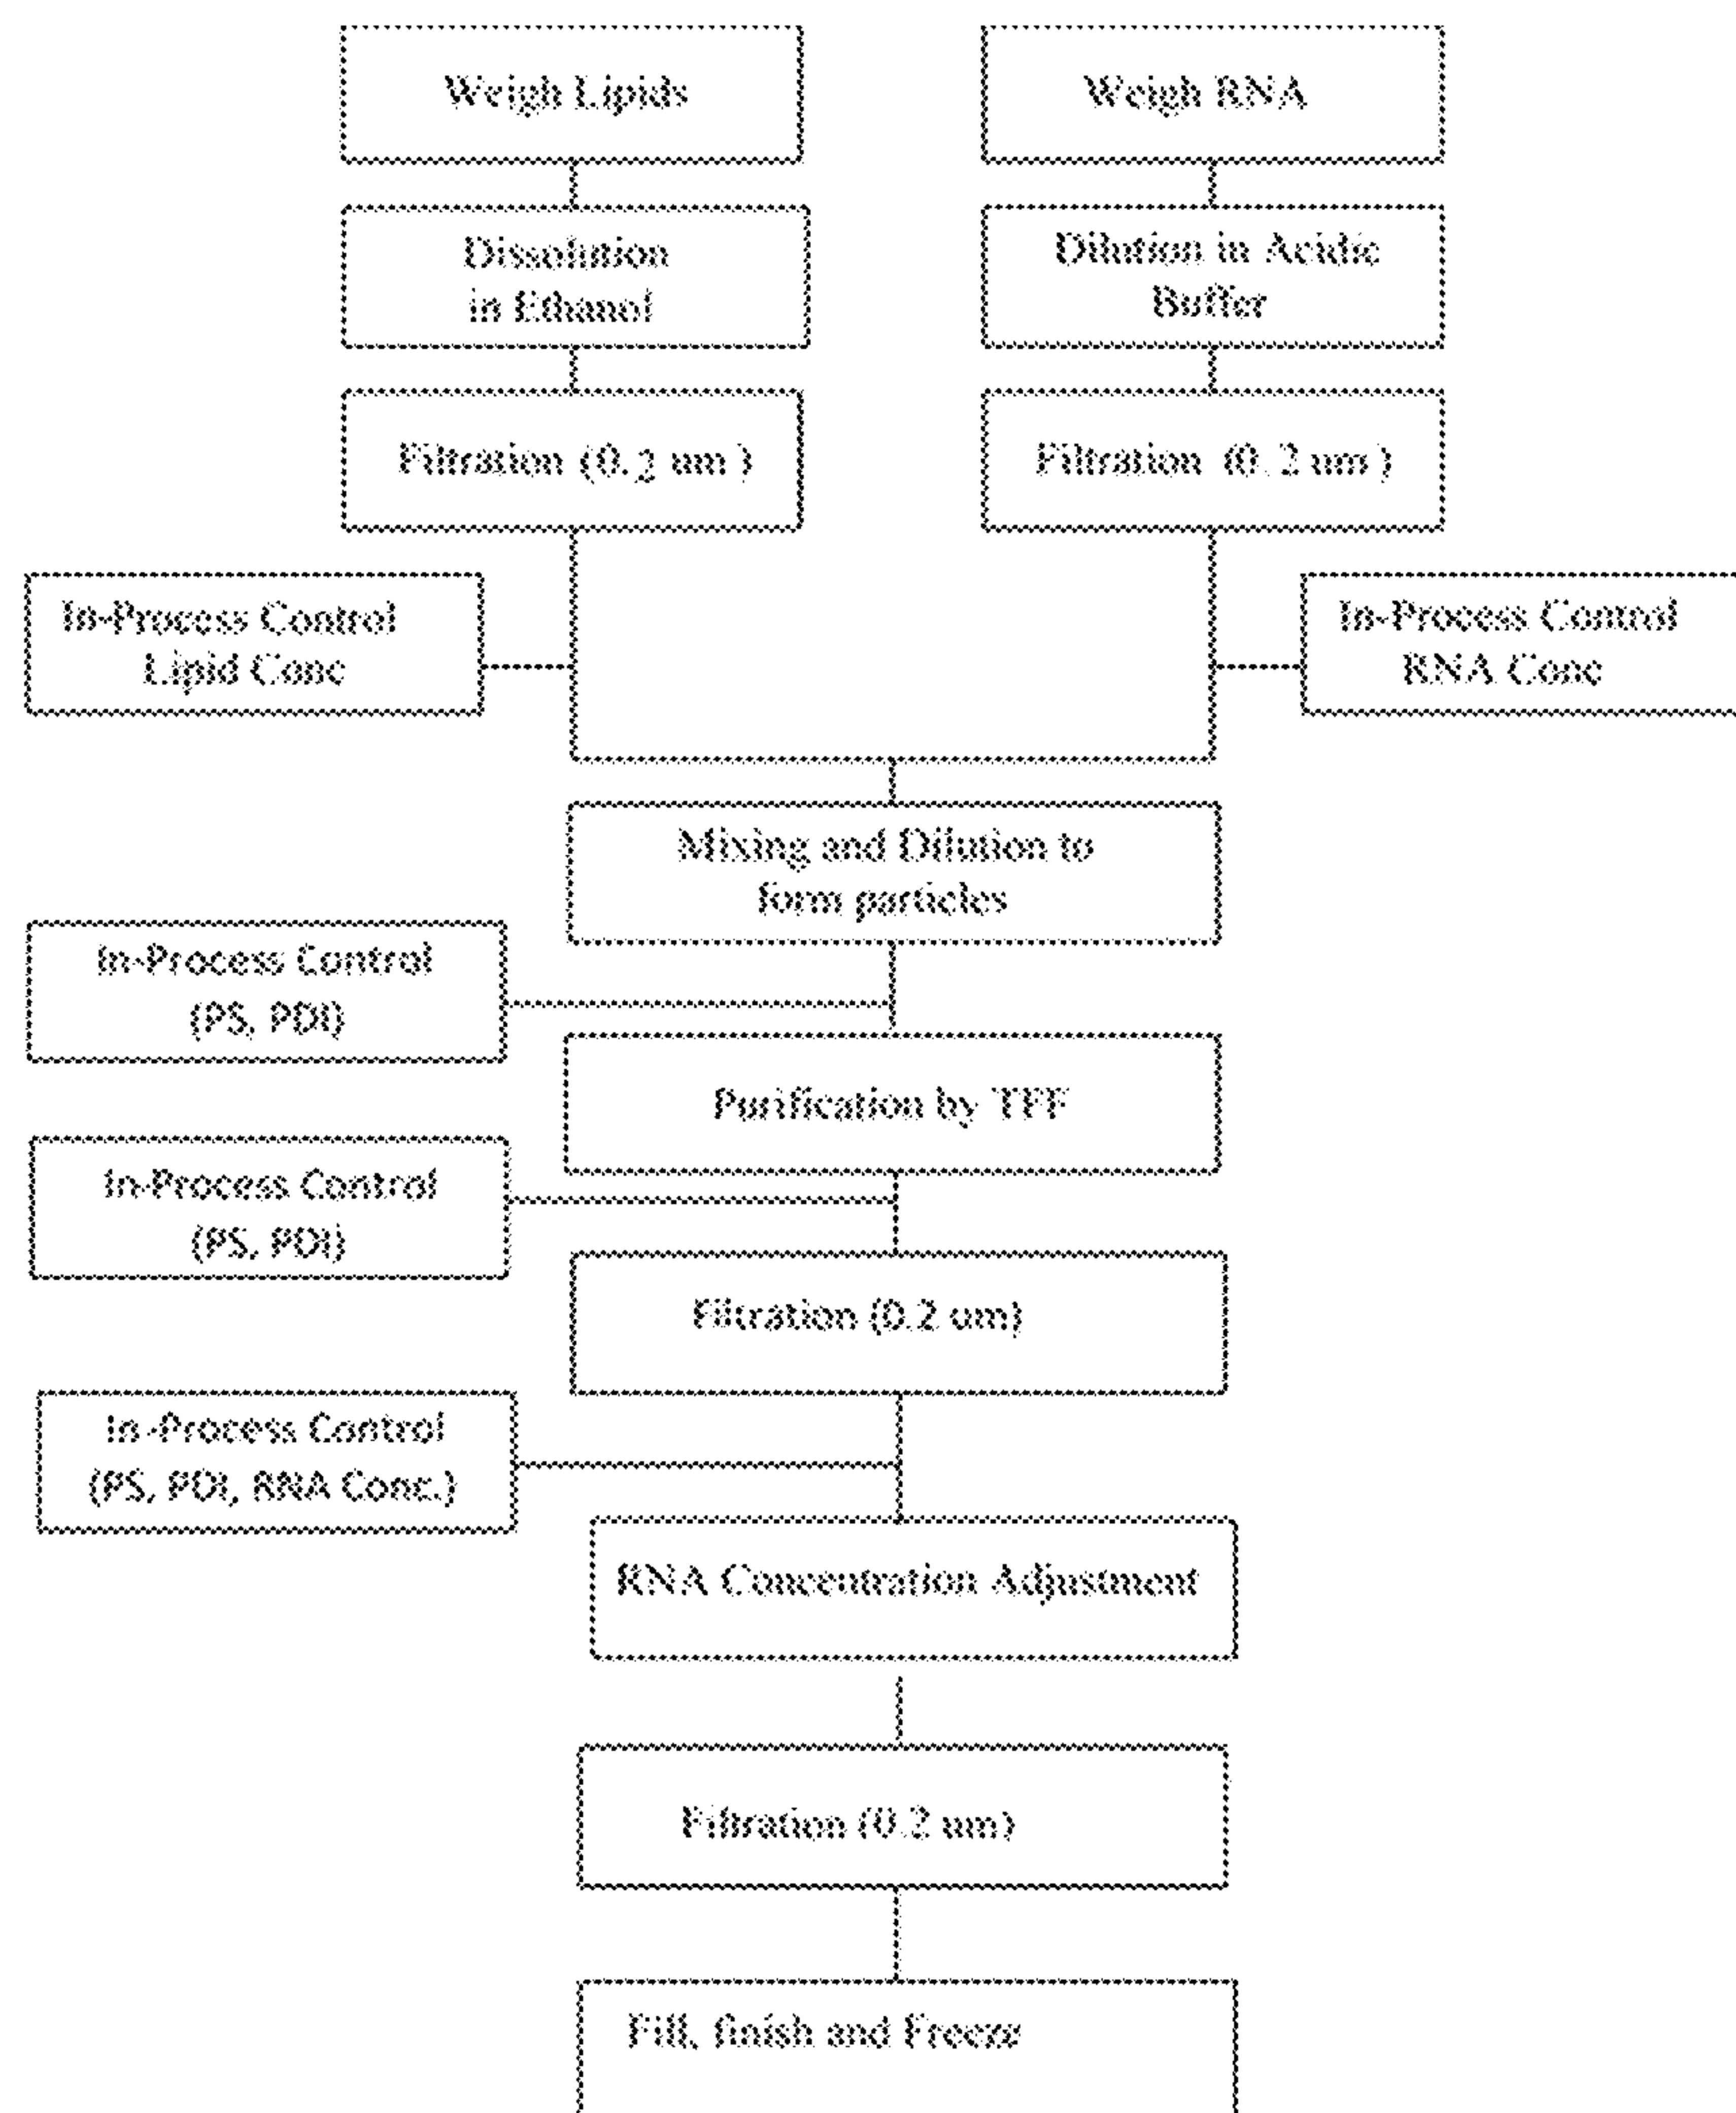 Weigh Lipids
Weigh RNA
Dissolution
in Ethanol
Dilution in Acidic
Buffer
Filtration (0.2 um )
Filtration (0.2 um )
In-Process Control
Lipid Conc
In-Process Control
RNA Conc
Mixing and Dilution to
form particles
In-Process Control
(PS, PDI)
Purification by TFF
In-Process Control
(PS, PDI)
Filtration (0.2 um)
In-Process Control
(PS, PDI, RNA Conc.)
RNA Concentration Adjustment
Filtration (0.2 um)
Fill, finish and Freeze